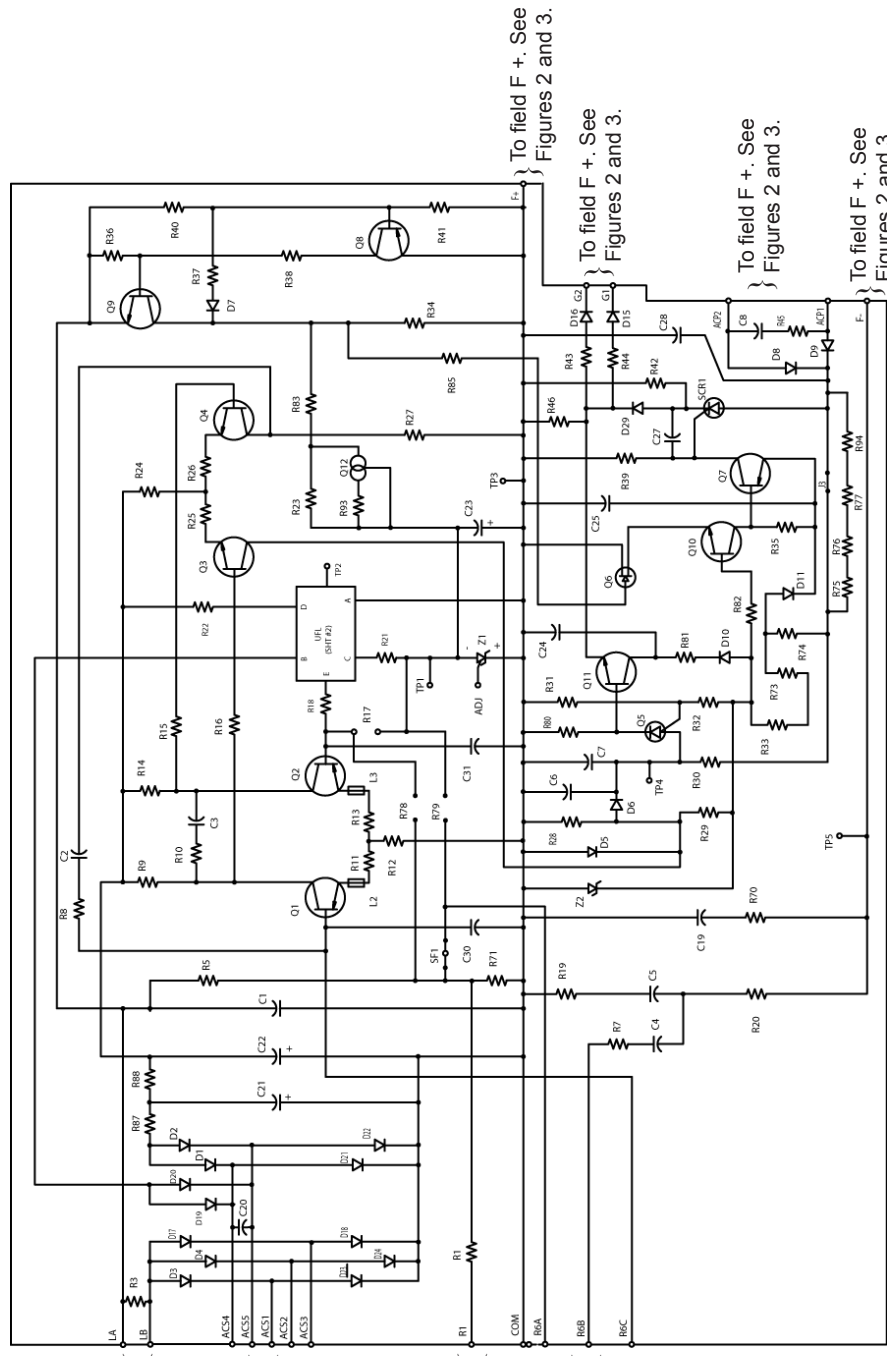 To field F +. See
Figures 2 and 3.
To field F +. See
Figures 2 and 3.
To field F +. See
Figures 2 and 3.
To field F +. See
Figures 2 and 3.
F+
G2
G1
ACP2
ACP1
F-
R36
R40
Q8
R41
Q9
R37
D7
R38
R34
R85
D16
D15
R43
R44
C28
C8
R45
D8
D9
Q4
R83
R27
R42
R46
D29
SCR1
C27
R24
R26
R25
Q12
R23
R93
C23
+
TP3
R39
C25
Q7
J3
R94
R77
R76
R75
Q3
TP2
R22
D
A
UFL
(SHT #2)
B
C
E
R21
R18
TP1
ADJ
Z1
-
+
Q6
Q10
R35
D11
R82
R74
R73
R33
C24
Q11
R81
D10
R31
R80
Q5
R32
C7
R30
TP4
C6
D6
R28
D5
R29
Z2
TP5
R15
R16
R14
Q2
R17
C31
L3
R78
R79
R13
R12
R11
L2
C2
R8
R9
R10
C3
Q1
C30
SF1
R71
R5
C1
C22
+
C21
+
R88
R87
C19
R70
R19
C5
R7
C4
R20
D2
D1
D20
D19
C20
D22
D21
D17
D4
D3
D18
D24
D23
R3
R1
LA
LB
ACS4
ACS5
ACS1
ACS2
ACS3
R1
COM
R6A
R6B
R6C